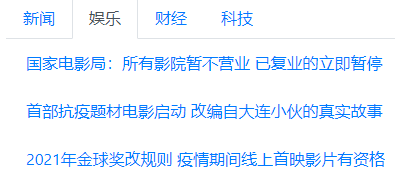 新闻 娱乐 财经 科技
国家电影局：所有影院暂不营业 已复业的立即暂停
首部抗疫题材电影启动 改编自大连小伙的真实故事
2021年金球奖改规则 疫情期间线上首映影片有资格